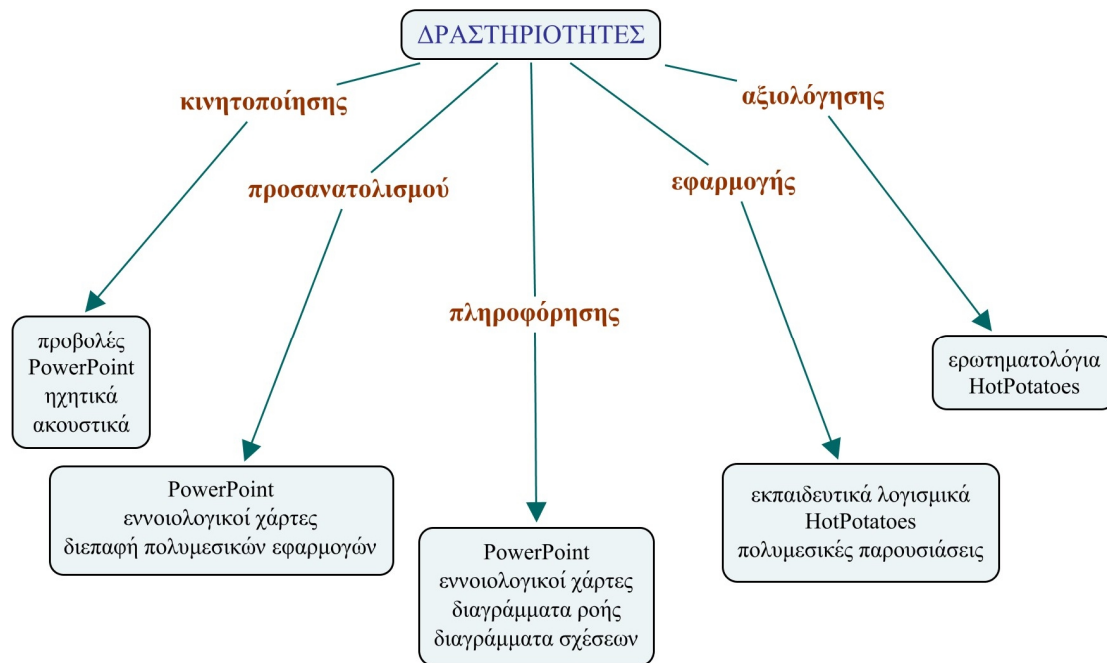 ΔΡΑΣΤΗΡΙΟΤΗΤΕΣ
κινητοποίησης
προσανατολισμού
πληροφόρησης
εφαρμογής
αξιολόγησης
προβολές
PowerPoint
ηχητικά
ακουστικά
PowerPoint
εννοιολογικοί χάρτες
διεπαφή πολυμεσικών εφαρμογών
PowerPoint
εννοιολογικοί χάρτες
διαγράμματα ροής
διαγράμματα σχέσεων
εκπαιδευτικά λογισμικά
HotPotatoes
πολυμεσικές παρουσιάσεις
ερωτηματολόγια
HotPotatoes